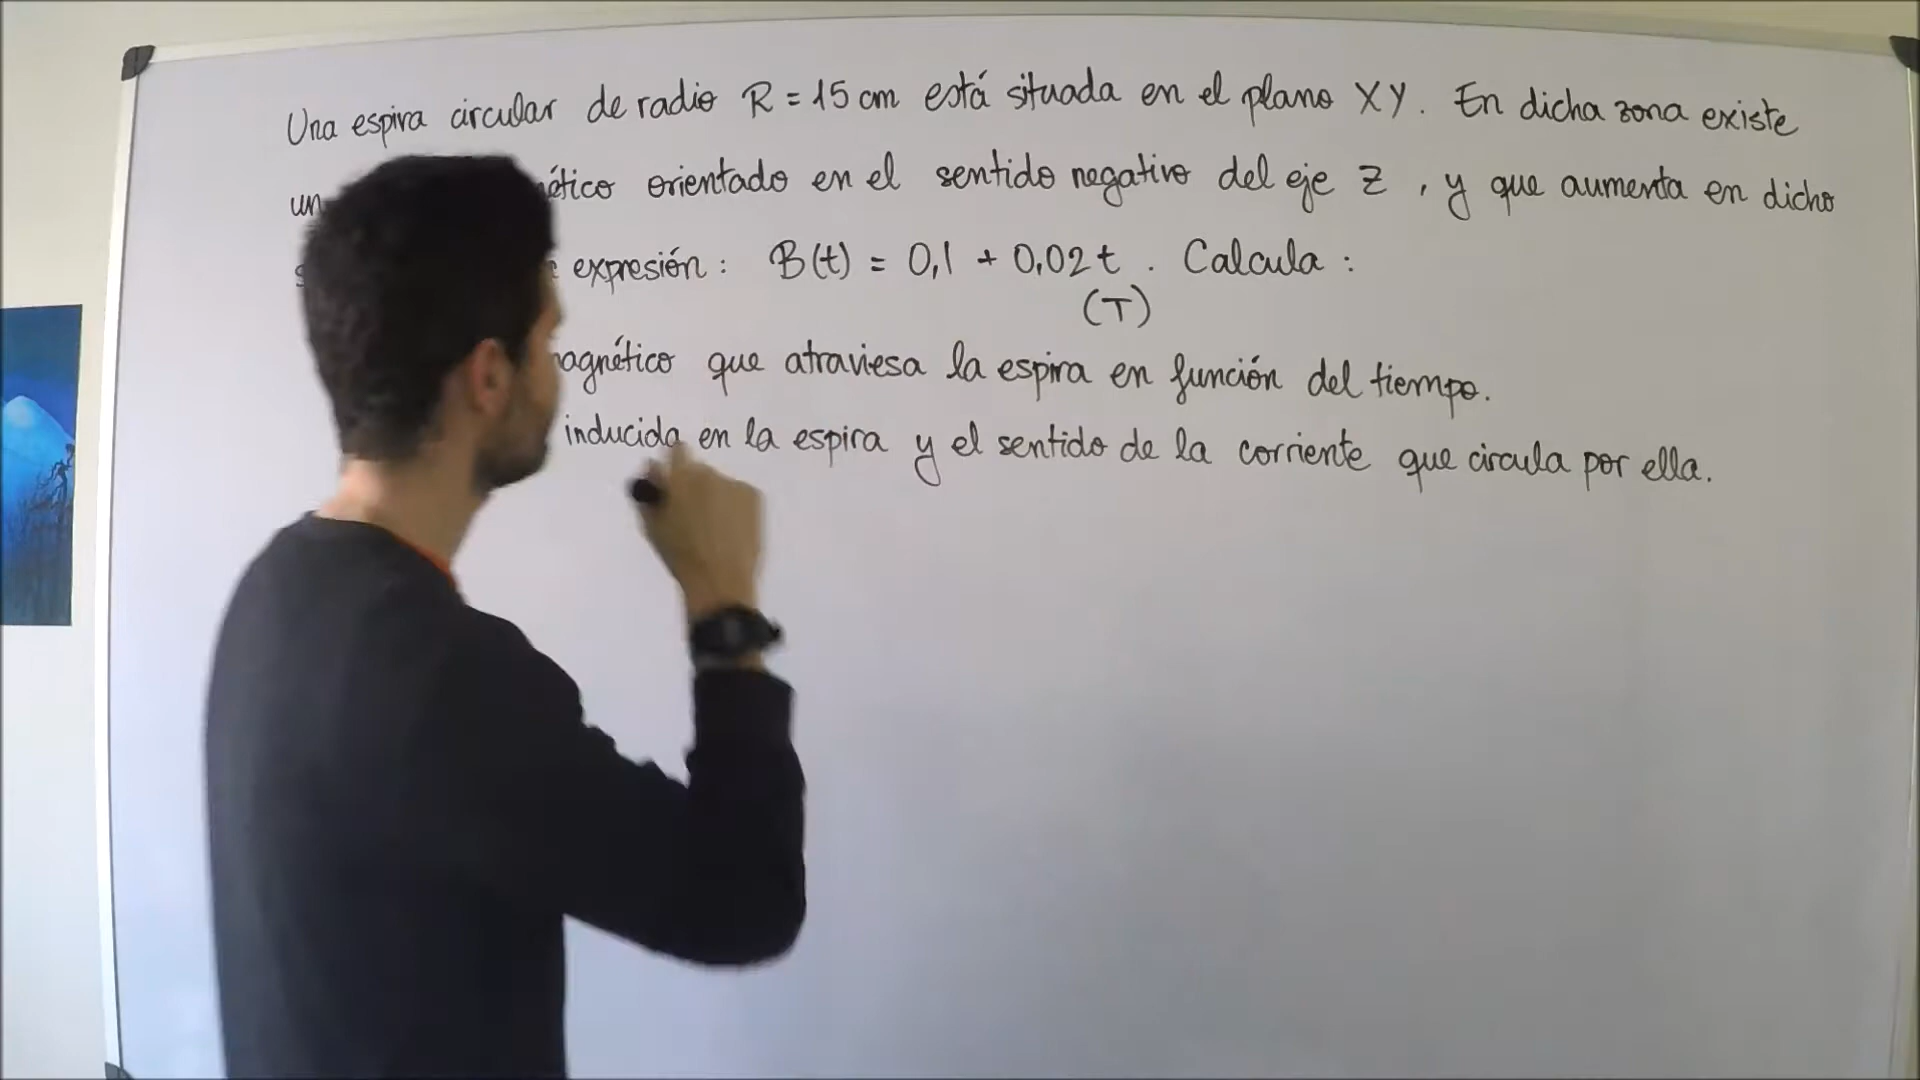 Una espira circular de radio R = 15 cm está situada en el plano XY. En dicha zona existe
un ético orientado en el sentido negativo del eje Z, y que aumenta en dicho
expresión: B(t) = 0,1 + 0,02 t. Calcula:
(T)
agnético que atraviesa la espira en función del tiempo.
inducida en la espira y el sentido de la corriente que circula por ella.